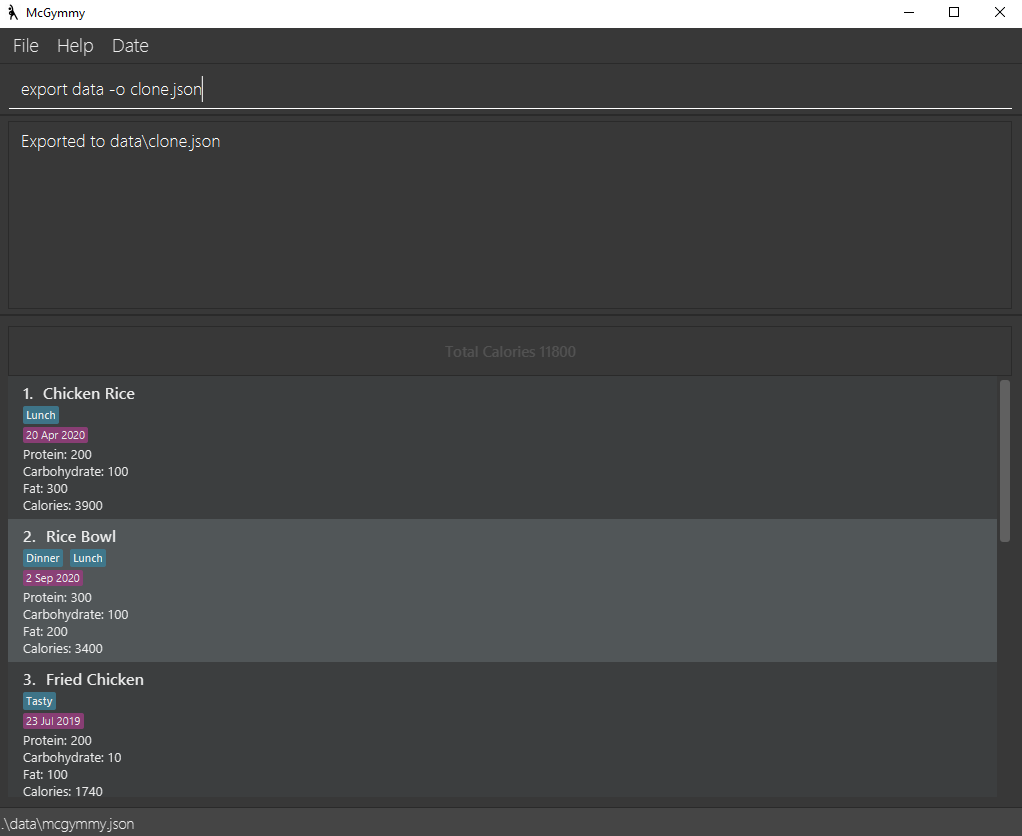 McGymmy
File Help Date
export data -o clone.json
Exported to data\clone.json
Total Calories 11800
1. Chicken Rice
Lunch
20 Apr 2020
Protein: 200
Carbohydrate: 100
Fat: 300
Calories: 3900
2. Rice Bowl
Dinner Lunch
2 Sep 2020
Protein: 300
Carbohydrate: 100
Fat: 200
Calories: 3400
3. Fried Chicken
Tasty
23 Jul 2019
Protein: 200
Carbohydrate: 10
Fat: 100
Calories: 1740
.\data\mcgymmy.json